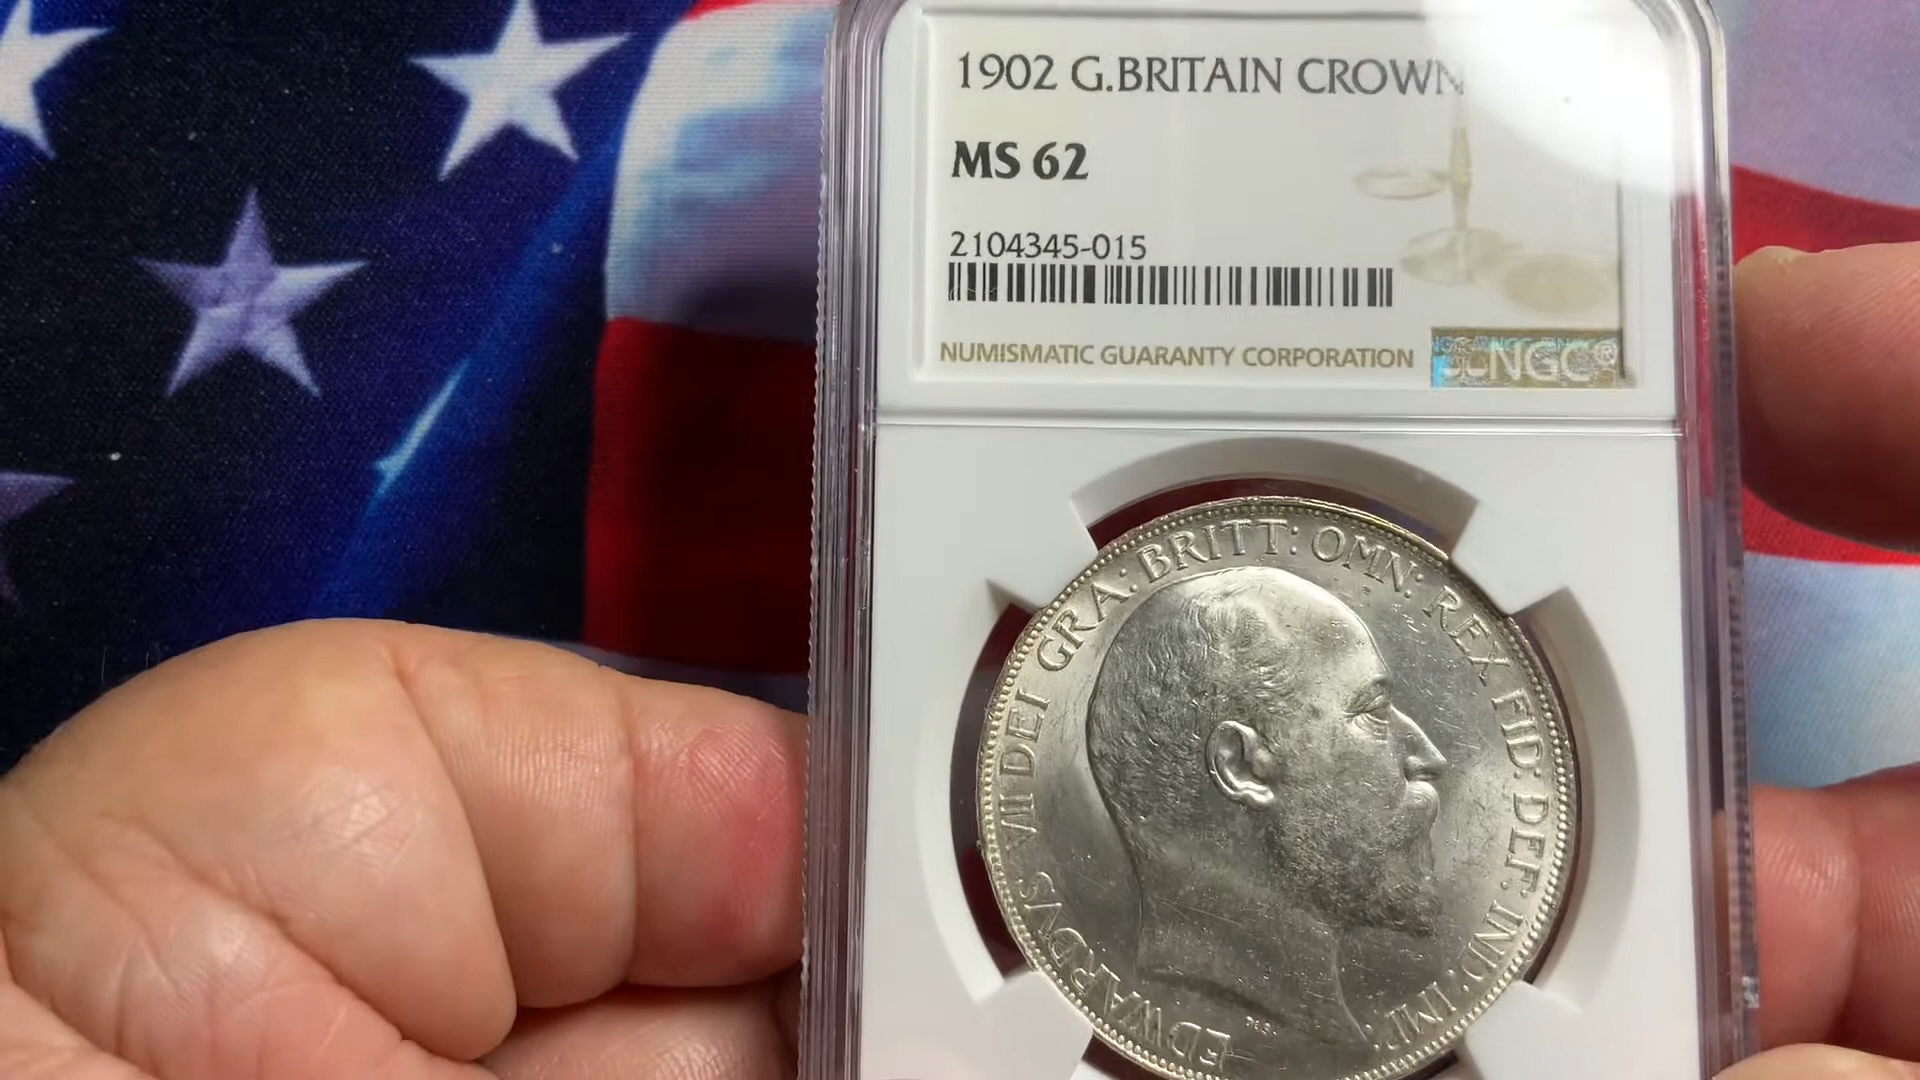 1902 G.BRITAIN CROWN
MS 62
2104345-015
NUMISMATIC GUARANTY CORPORATION
NGC®
EDWARDVS VII DEI GRA: BRITT: OMN: REX FID: DEF: IND: IMP: